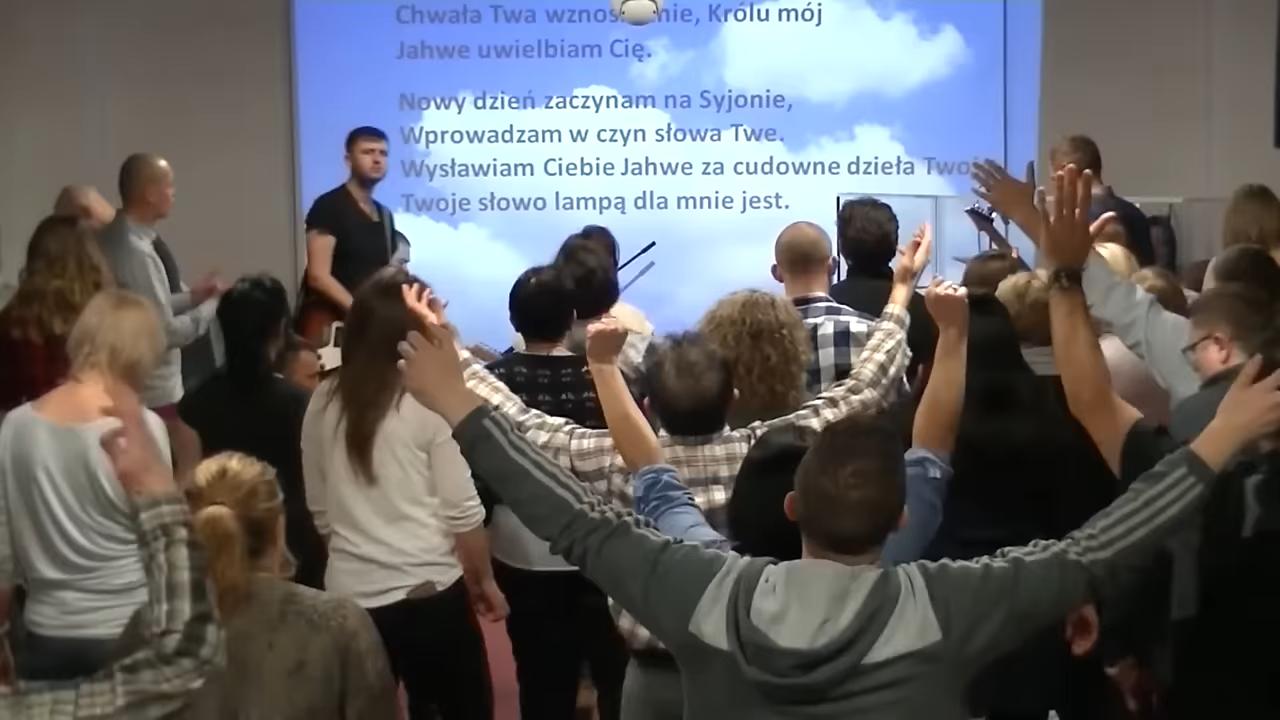 Chwała Twa mnie, Królu mój
Jahwe uwielbiam Cię.
Nowy dzień zaczynam na Syjonie,
Wprowadzam w czyn słowa Twe.
Wysławiam Ciebie Jahwe za cudowne dzieła
Twoje słowo lampą dla mnie jest.